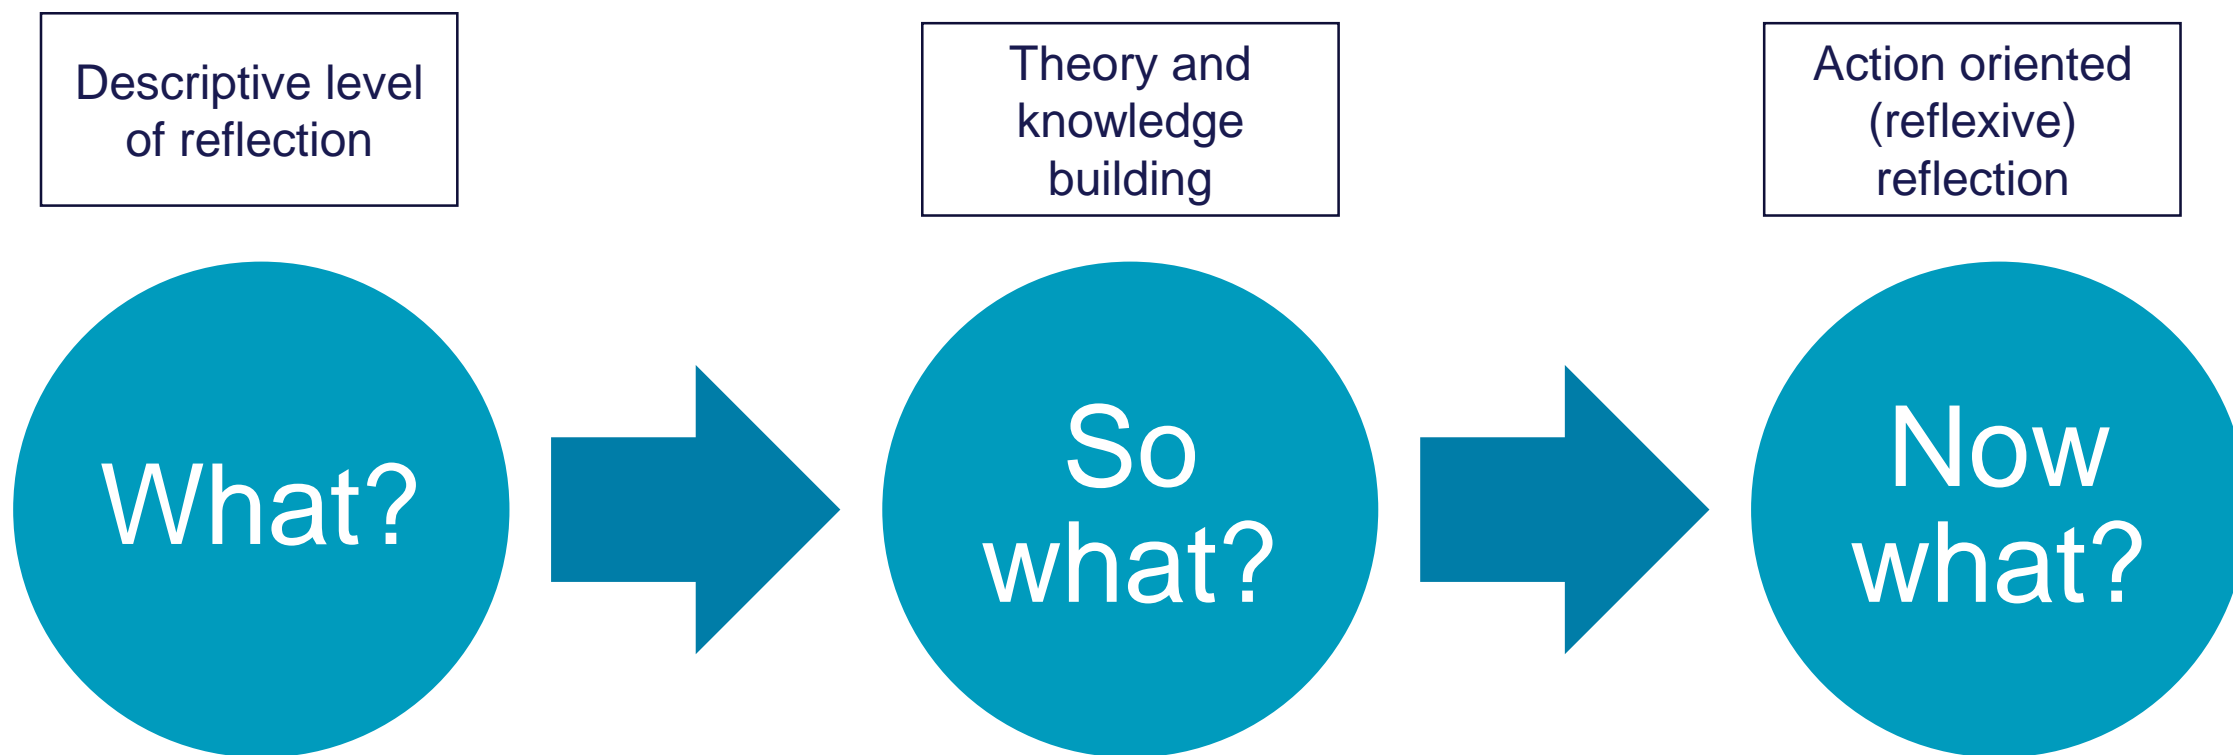 Descriptive level
of reflection
Theory and
knowledge
building
Action oriented
(reflexive)
reflection
What?
So
what?
Now
what?